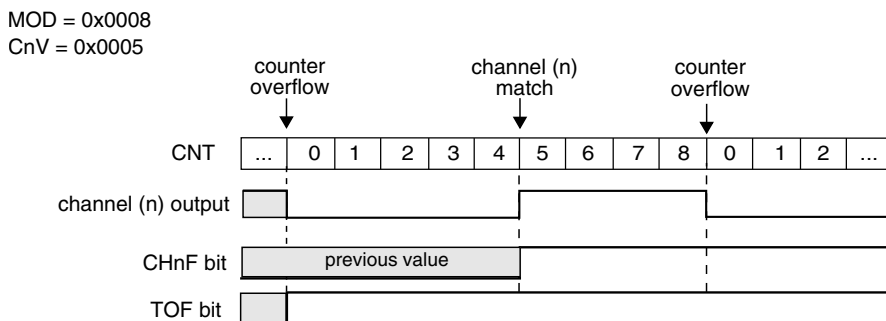 MOD = 0x0008
CnV = 0x0005
counter
overflow
channel (n)
match
counter
overflow
CNT ... 0 1 2 3 4 5 6 7 8 0 1 2 ...
channel (n) output
CHnF bit previous value
TOF bit